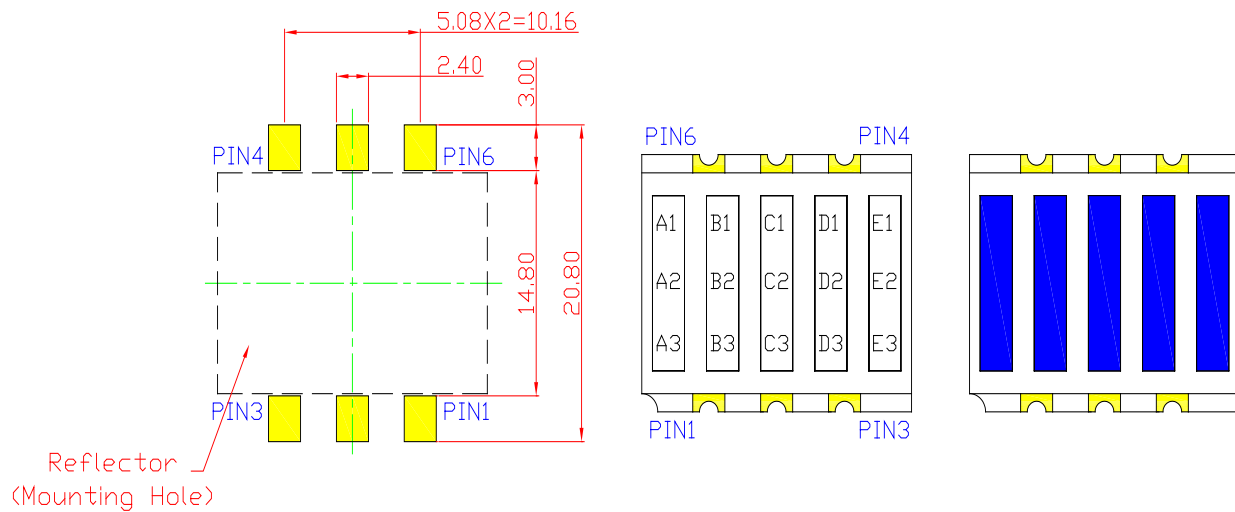 5.08X2=10.16
2.40
3.00
PIN4
PIN6
14.80
20.80
PIN3
PIN1
Reflector
(Mounting Hole)
PIN6
PIN4
A1 B1 C1 D1 E1
A2 B2 C2 D2 E2
A3 B3 C3 D3 E3
PIN1
PIN3